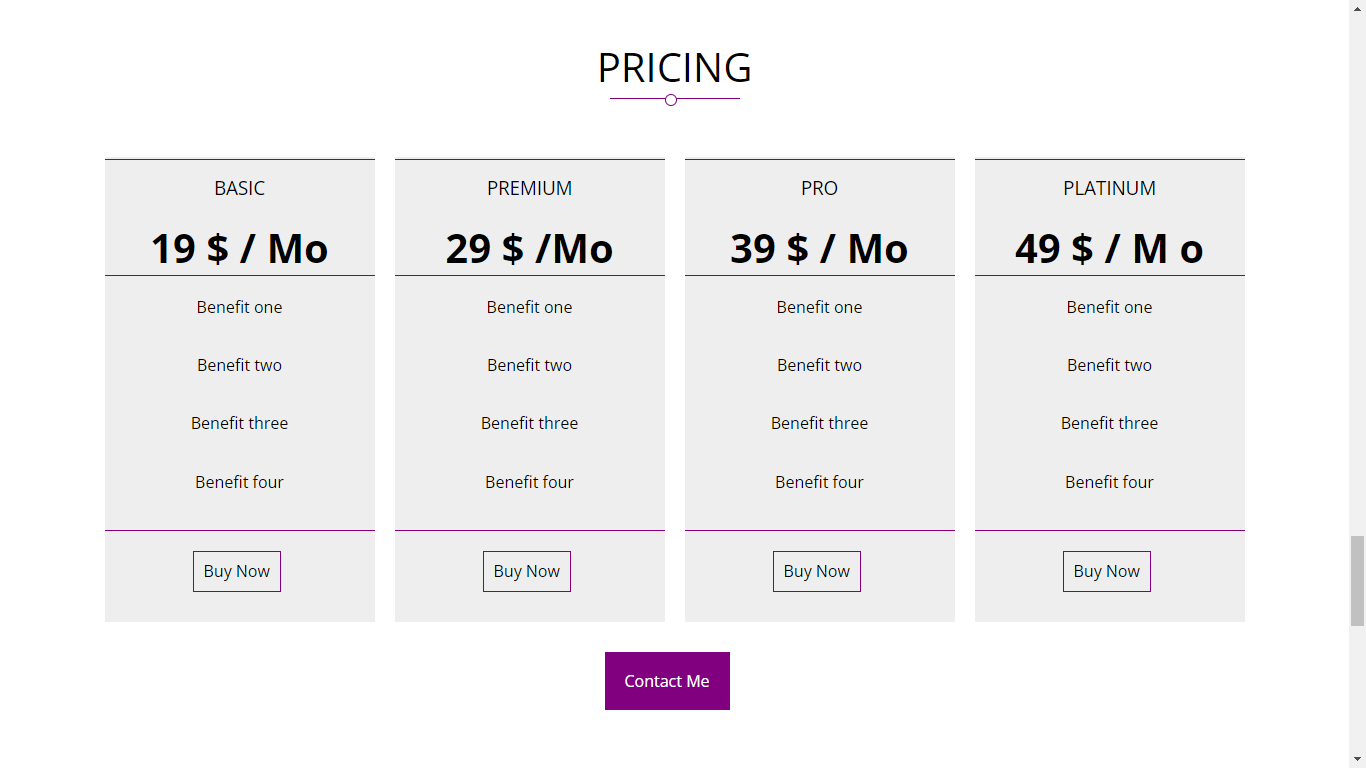 PRICING
BASIC
19 $ / Mo
Benefit one
Benefit two
Benefit three
Benefit four
Buy Now
PREMIUM
29 $ /Mo
Benefit one
Benefit two
Benefit three
Benefit four
Buy Now
PRO
39 $ / Mo
Benefit one
Benefit two
Benefit three
Benefit four
Buy Now
PLATINUM
49 $ / M o
Benefit one
Benefit two
Benefit three
Benefit four
Buy Now
Contact Me